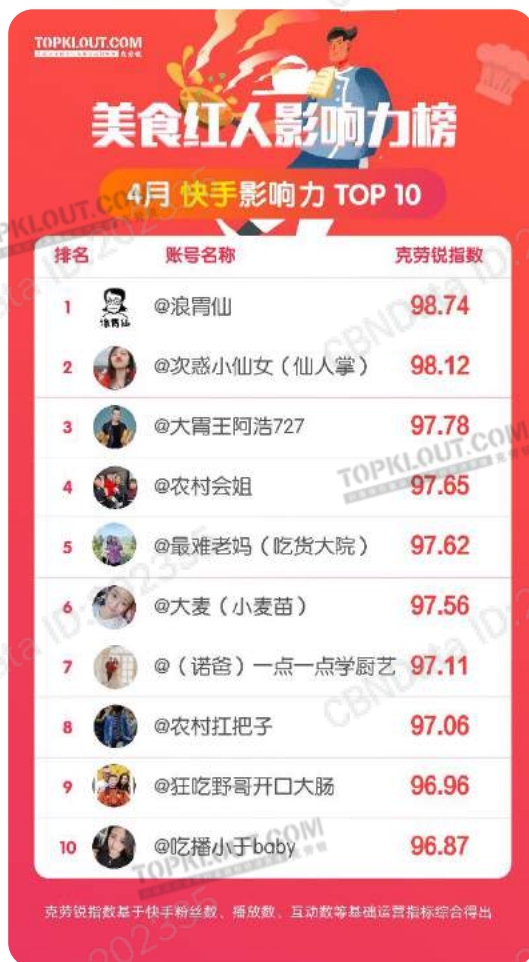 TOPKLOUT.COM
美食红人影响力榜
4月 快手影响力 TOP 10
排名 账号名称 克劳锐指数
1 @浪胃仙 98.74
2 @次惑小仙女（仙人掌） 98.12
3 @大胃王阿浩727 97.78
4 @农村会姐 97.65
5 @最难老妈（吃货大院） 97.62
6 @大麦（小麦苗） 97.56
7 @（诺爸）一点一点学厨艺 97.11
8 @农村扛把子 97.06
9 @狂吃野哥开口大肠 96.96
10 @吃播小于baby 96.87
克劳锐指数基于快手粉丝数、播放数、互动数等基础运营指标综合得出